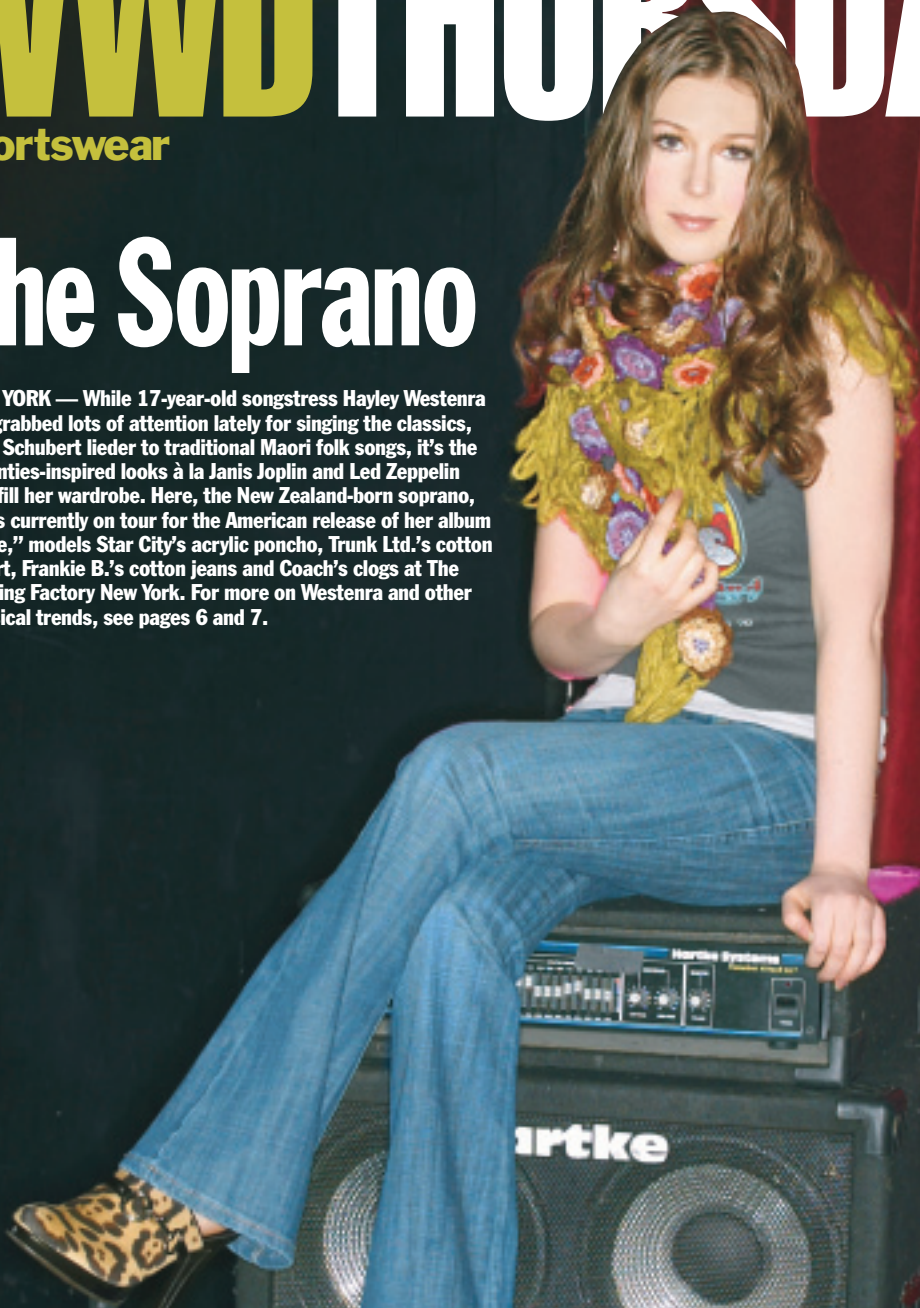 WWDTHURSDA
ortswear
he Soprano
YORK — While 17-year-old songstress Hayley Westenra
grabbed lots of attention lately for singing the classics,
Schubert lieder to traditional Maori folk songs, it’s the
nties-inspired looks à la Janis Joplin and Led Zeppelin
fill her wardrobe. Here, the New Zealand-born soprano,
s currently on tour for the American release of her album
e,” models Star City’s acrylic poncho, Trunk Ltd.’s cotton
rt, Frankie B.’s cotton jeans and Coach’s clogs at The
ing Factory New York. For more on Westenra and other
ical trends, see pages 6 and 7.
Hartke Systems
artke